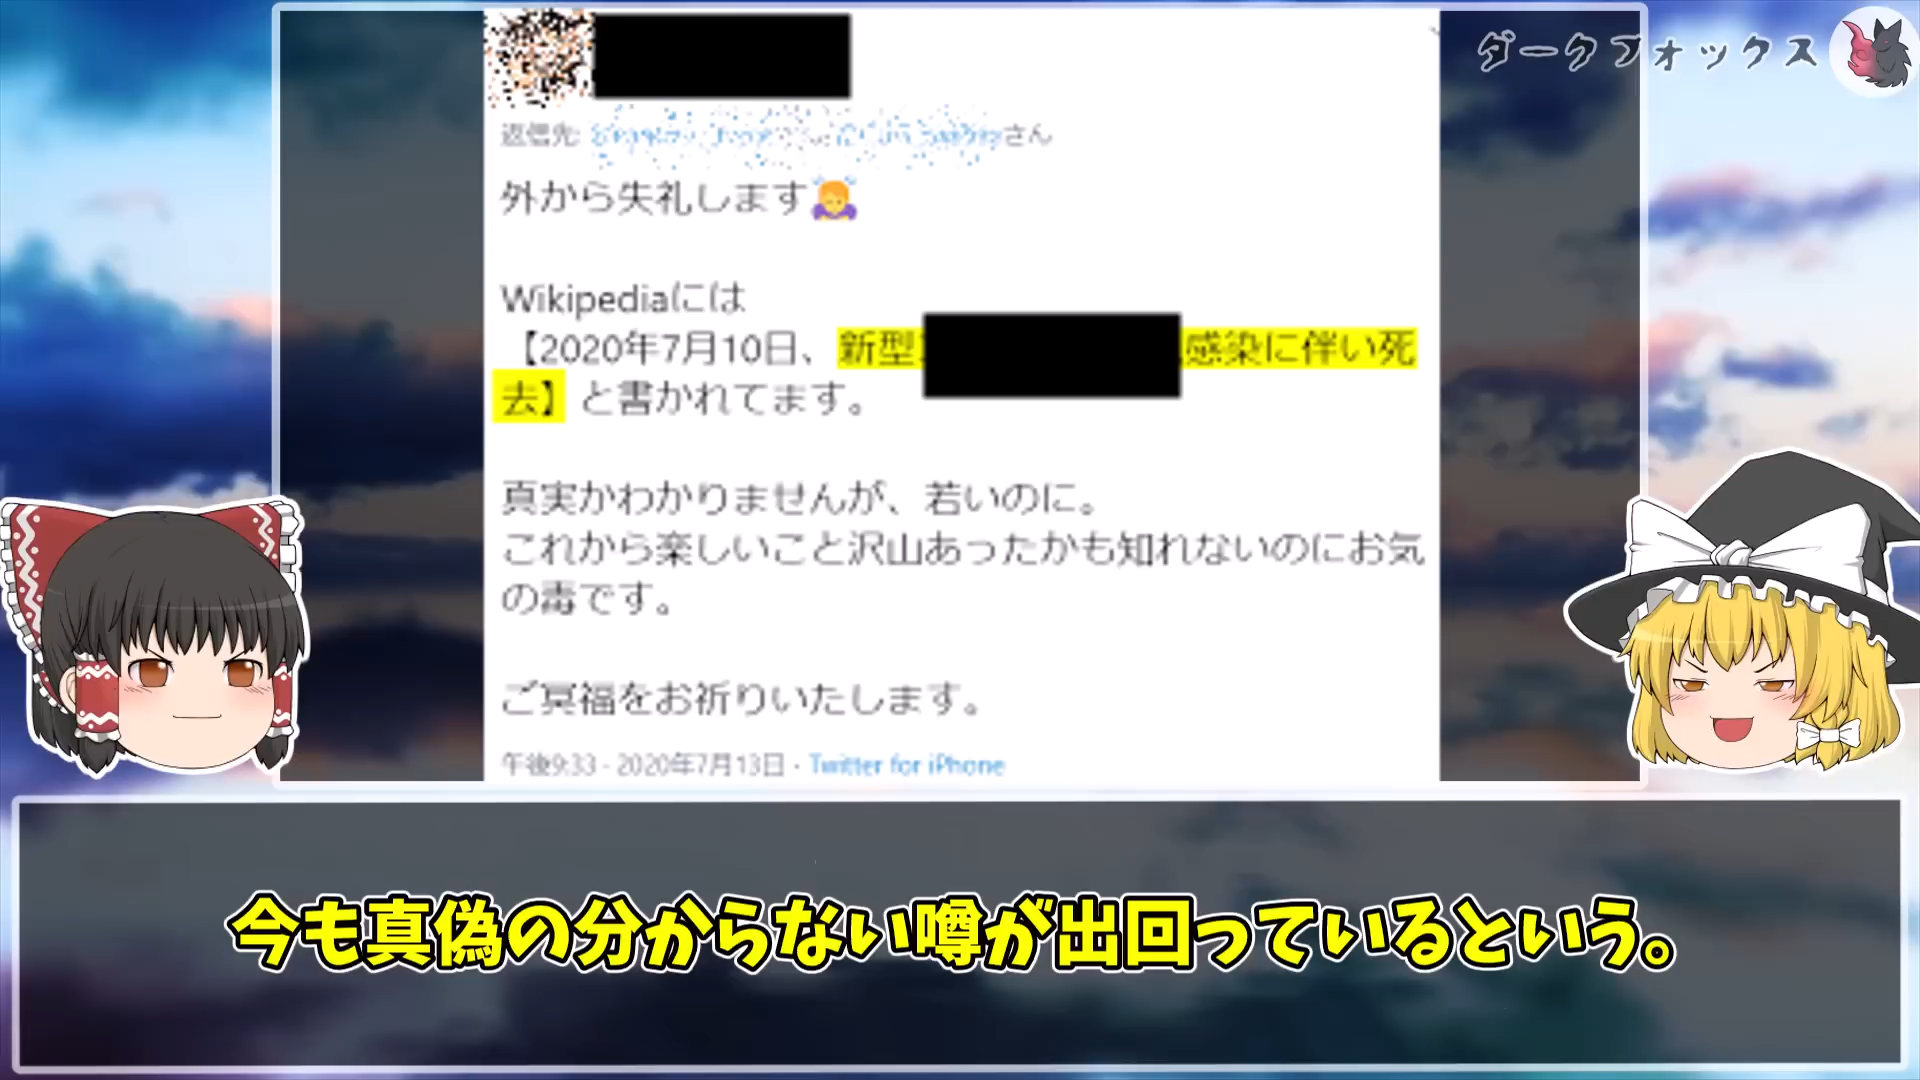 ダークフォックス
返信先:
さん
外から失礼します
Wikipediaには
【2020年7月10日、新型 感染に伴い死
去】と書かれてます。
真実かわかりませんが、若いのに。
これから楽しいこと沢山あったかも知れないのにお気
の毒です。
ご冥福をお祈りいたします。
午後9:33 · 2020年7月13日 · Twitter for iPhone
今も真偽の分からない噂が出回っているという。